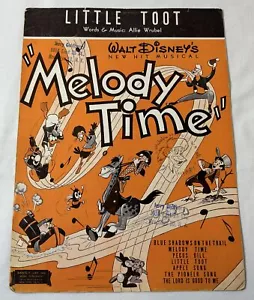 LITTLE TOOT
Words & Music: Allie Wrubel
WALT DISNEY'S
NEW HIT MUSICAL
"Melody
Time"
BLUE SHADOWS ON THE TRAIL
MELODY TIME
PECOS BILL
LITTLE TOOT
APPLE SONG
THE PIONEER SONG
THE LORD IS GOOD TO ME